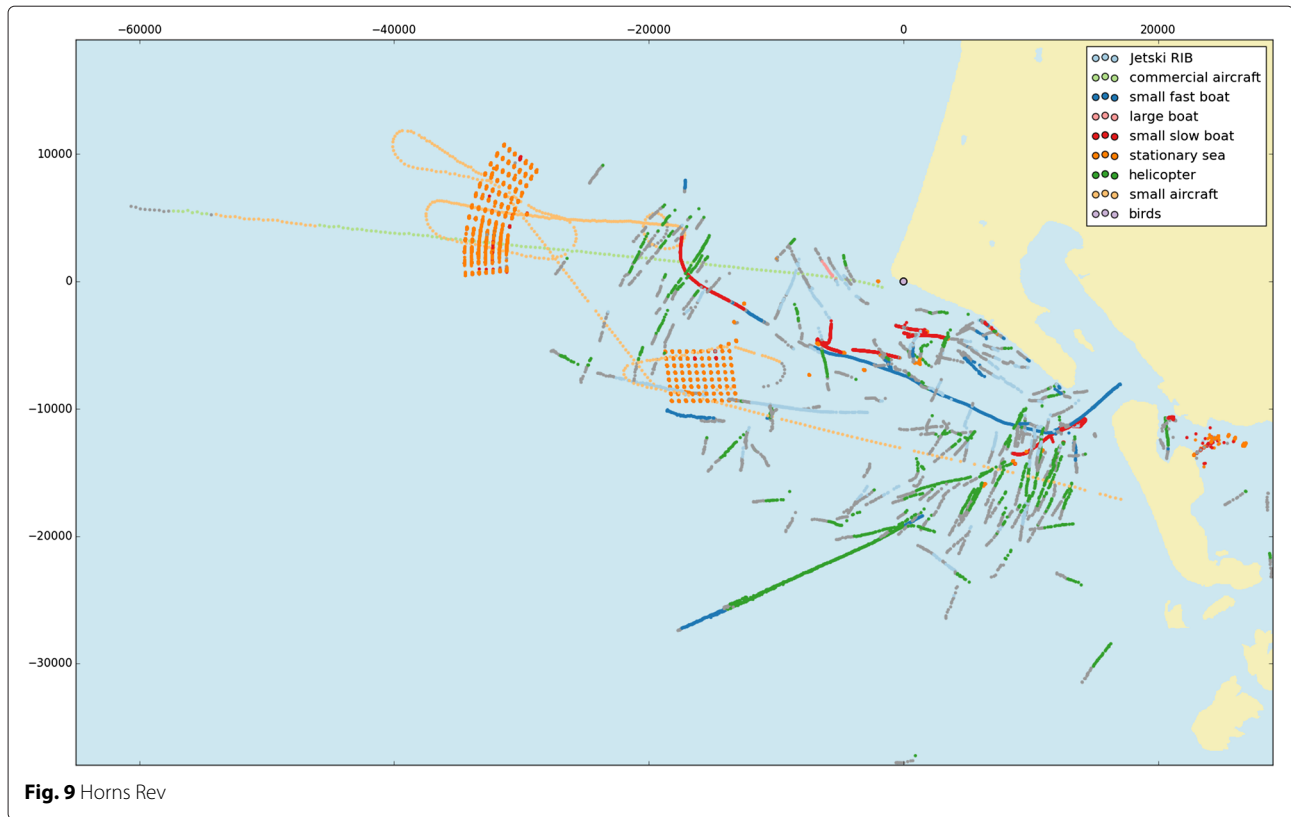 −60000 −40000 −20000 0 20000
Jetski RIB
commercial aircraft
small fast boat
large boat
small slow boat
stationary sea
helicopter
small aircraft
birds
10000
0
−10000
−20000
−30000
Fig. 9 Horns Rev